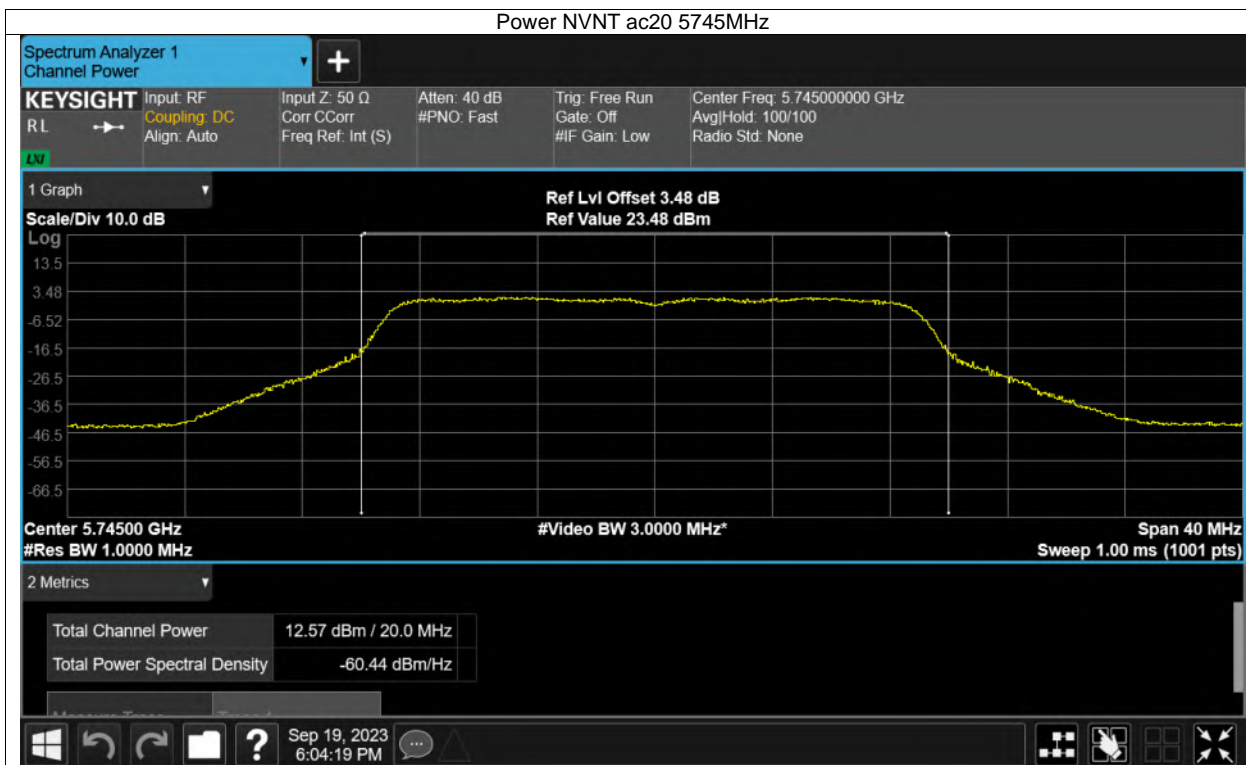 Power NVNT ac20 5745MHz
Spectrum Analyzer 1
Channel Power
KEYSIGHT
RL
LXI
Input: RF
Coupling: DC
Align: Auto
Input Z: 50 Ω
Corr CCorr
Freq Ref: Int (S)
Atten: 40 dB
#PNO: Fast
Trig: Free Run
Gate: Off
#IF Gain: Low
Center Freq: 5.745000000 GHz
Avg|Hold: 100/100
Radio Std: None
1 Graph
Scale/Div 10.0 dB
Ref Lvl Offset 3.48 dB
Ref Value 23.48 dBm
Log
13.5
3.48
-6.52
-16.5
-26.5
-36.5
-46.5
-56.5
-66.5
Center 5.74500 GHz
#Res BW 1.0000 MHz
#Video BW 3.0000 MHz*
Span 40 MHz
Sweep 1.00 ms (1001 pts)
2 Metrics
Total Channel Power 12.57 dBm / 20.0 MHz
Total Power Spectral Density -60.44 dBm/Hz
Sep 19, 2023
6:04:19 PM